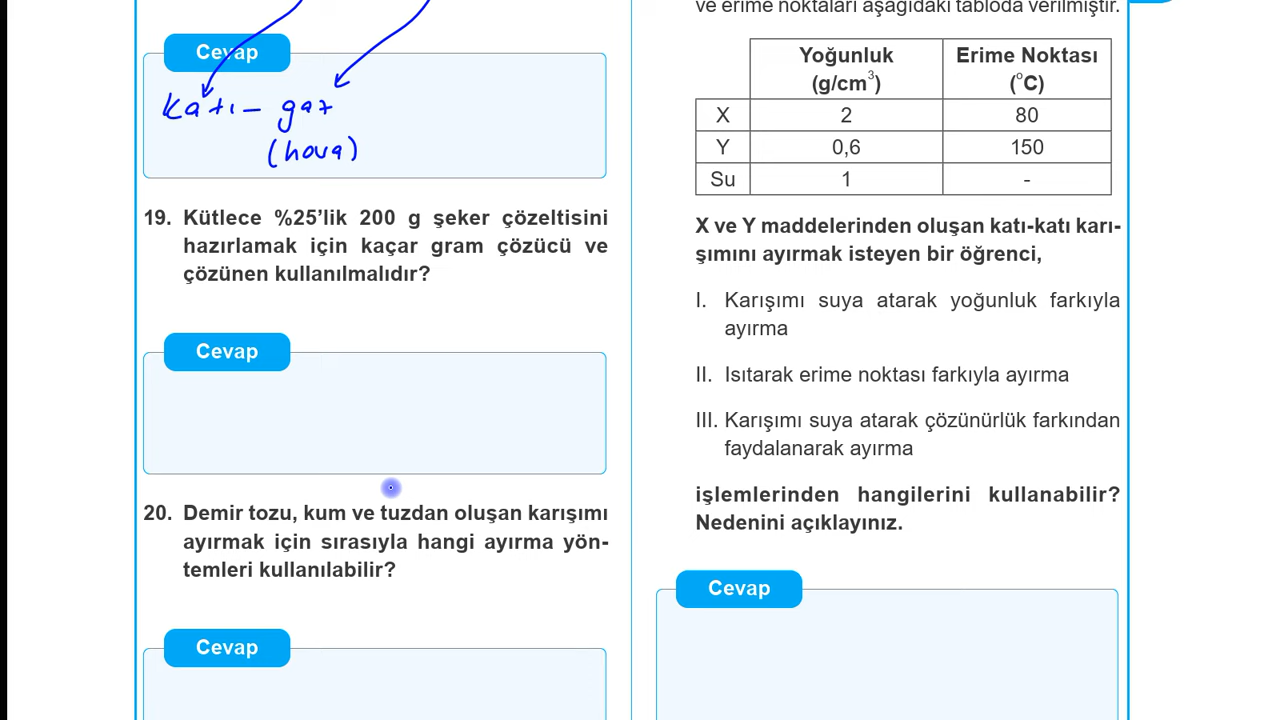 Cevap
katı - gaz
(hava)
19. Kütlece %25'lik 200 g şeker çözeltisini
hazırlamak için kaçar gram çözücü ve
çözünen kullanılmalıdır?
Cevap
20. Demir tozu, kum ve tuzdan oluşan karışımı
ayırmak için sırasıyla hangi ayırma yön-
temleri kullanılabilir?
Cevap
ve erime noktaları aşağıdaki tabloda verilmiştir.
Yoğunluk (g/cm³) Erime Noktası (°C)
X 2 80
Y 0,6 150
Su 1 -
X ve Y maddelerinden oluşan katı-katı karı-
şımını ayırmak isteyen bir öğrenci,
I. Karışımı suya atarak yoğunluk farkıyla
ayırma
II. Isıtarak erime noktası farkıyla ayırma
III. Karışımı suya atarak çözünürlük farkından
faydalanarak ayırma
işlemlerinden hangilerini kullanabilir?
Nedenini açıklayınız.
Cevap